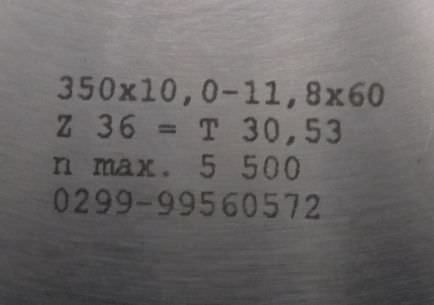 350x10,0-11,8x60
Z 36 = T 30,53
n max. 5 500
0299-99560572